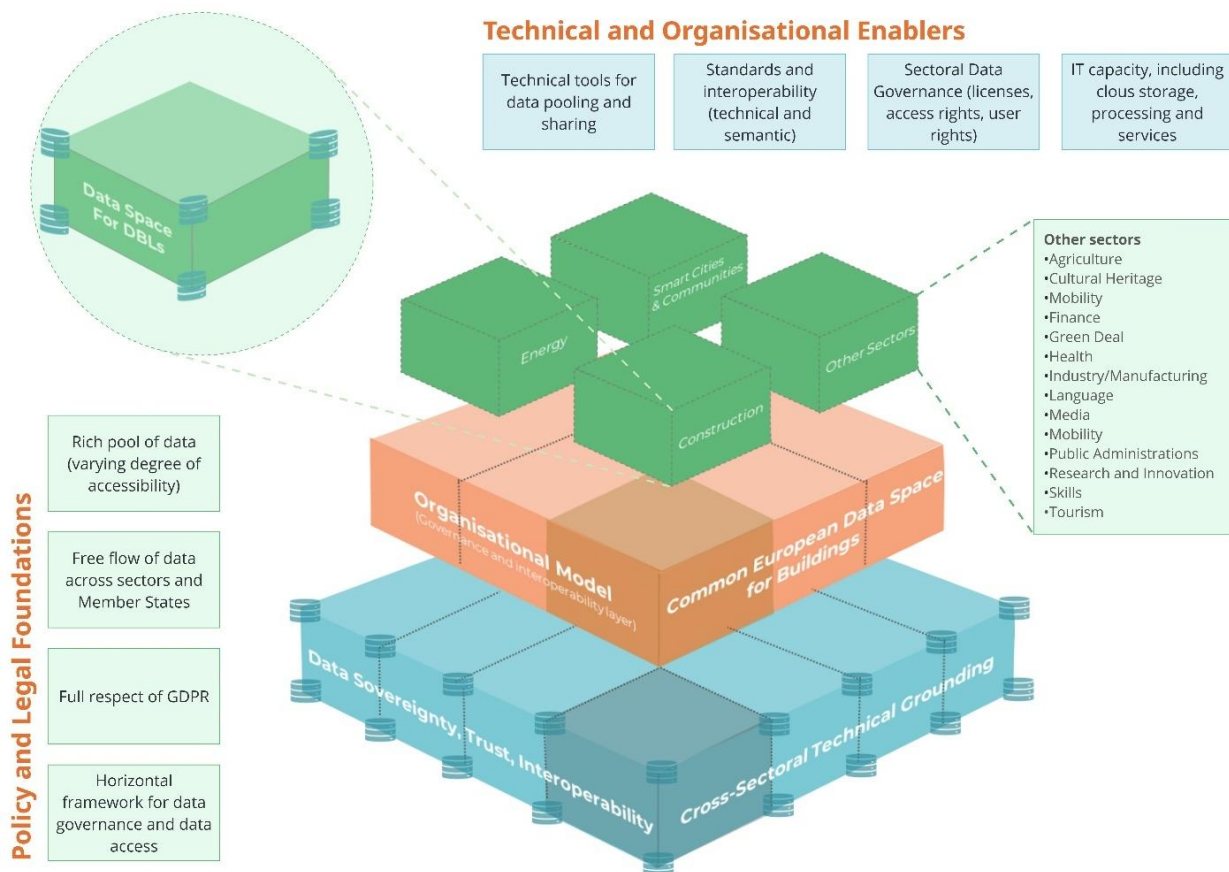 Technical and Organisational Enablers
Technical tools for
data pooling and
sharing
Standards and
interoperability
(technical and
semantic)
Sectoral Data
Governance (licenses,
access rights, user
rights)
IT capacity, including
clous storage,
processing and
services
Data Space
For DBLs
Smart Cities
& Communities
Energy
Other Sectors
Construction
Other sectors
•Agriculture
•Cultural Heritage
•Mobility
•Finance
•Green Deal
•Health
•Industry/Manufacturing
•Language
•Media
•Mobility
•Public Administrations
•Research and Innovation
•Skills
•Tourism
Policy and Legal Foundations
Rich pool of data
(varying degree of
accessibility)
Free flow of data
across sectors and
Member States
Full respect of GDPR
Horizontal
framework for data
governance and data
access
Organisational Model
(Governance and Interoperability layer)
Common European Data Space
for Buildings
Data Sovereignty, Trust, Interoperability
Cross-Sectoral Technical Grounding